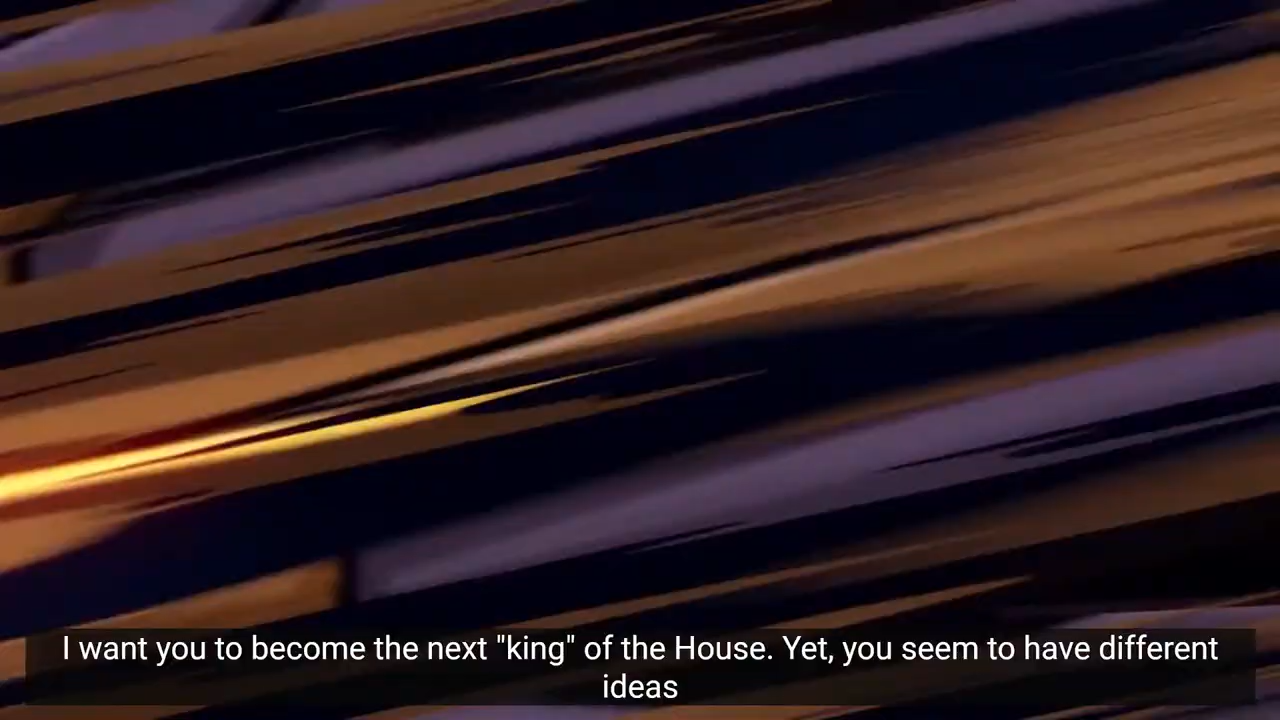 I want you to become the next "king" of the House. Yet, you seem to have different
ideas